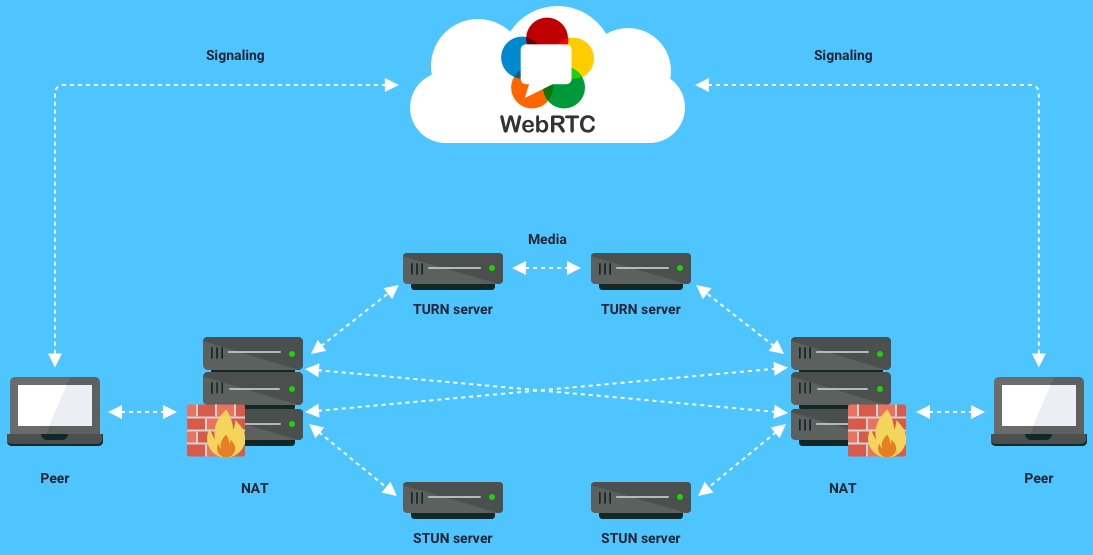 Signaling
Signaling
WebRTC
Media
TURN server
TURN server
Peer
NAT
NAT
Peer
STUN server
STUN server